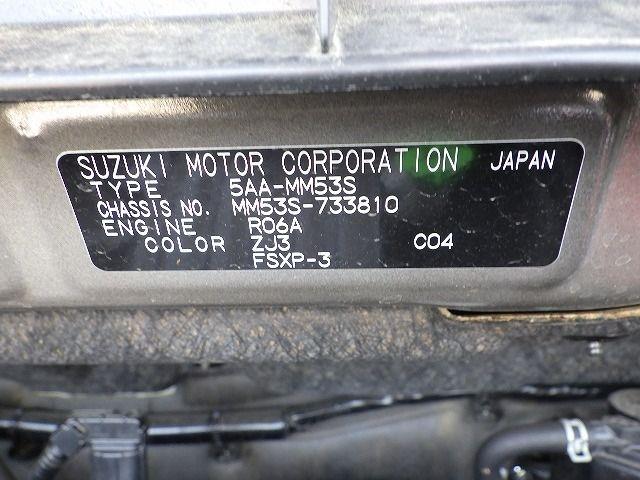 SUZUKI MOTOR CORPORATION JAPAN
TYPE 5AA-MM53S
CHASSIS NO. MM53S-733810
ENGINE R06A
COLOR ZJ3 C04
FSXP-3